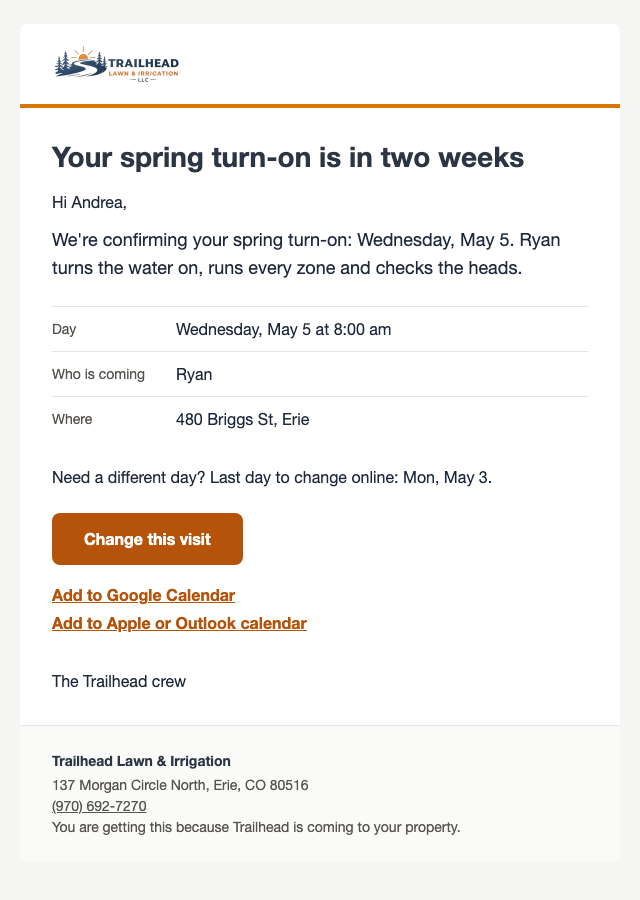 TRAILHEAD
LAWN & IRRIGATION
LLC
Your spring turn-on is in two weeks
Hi Andrea,
We're confirming your spring turn-on: Wednesday, May 5. Ryan
turns the water on, runs every zone and checks the heads.
Day Wednesday, May 5 at 8:00 am
Who is coming Ryan
Where 480 Briggs St, Erie
Need a different day? Last day to change online: Mon, May 3.
Change this visit
Add to Google Calendar
Add to Apple or Outlook calendar
The Trailhead crew
Trailhead Lawn & Irrigation
137 Morgan Circle North, Erie, CO 80516
(970) 692-7270
You are getting this because Trailhead is coming to your property.